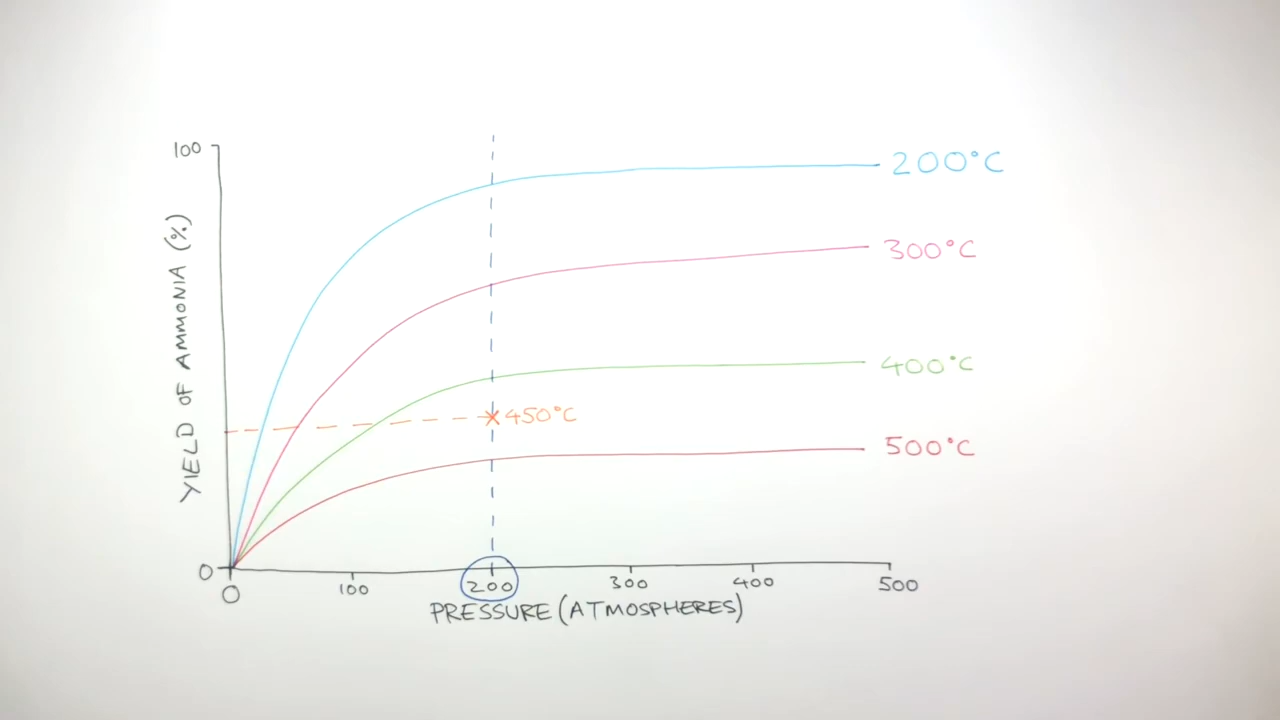 100
200°C
YIELD OF AMMONIA (%)
300°C
400°C
450°C
500°C
0
0
100
200
300
400
500
PRESSURE (ATMOSPHERES)